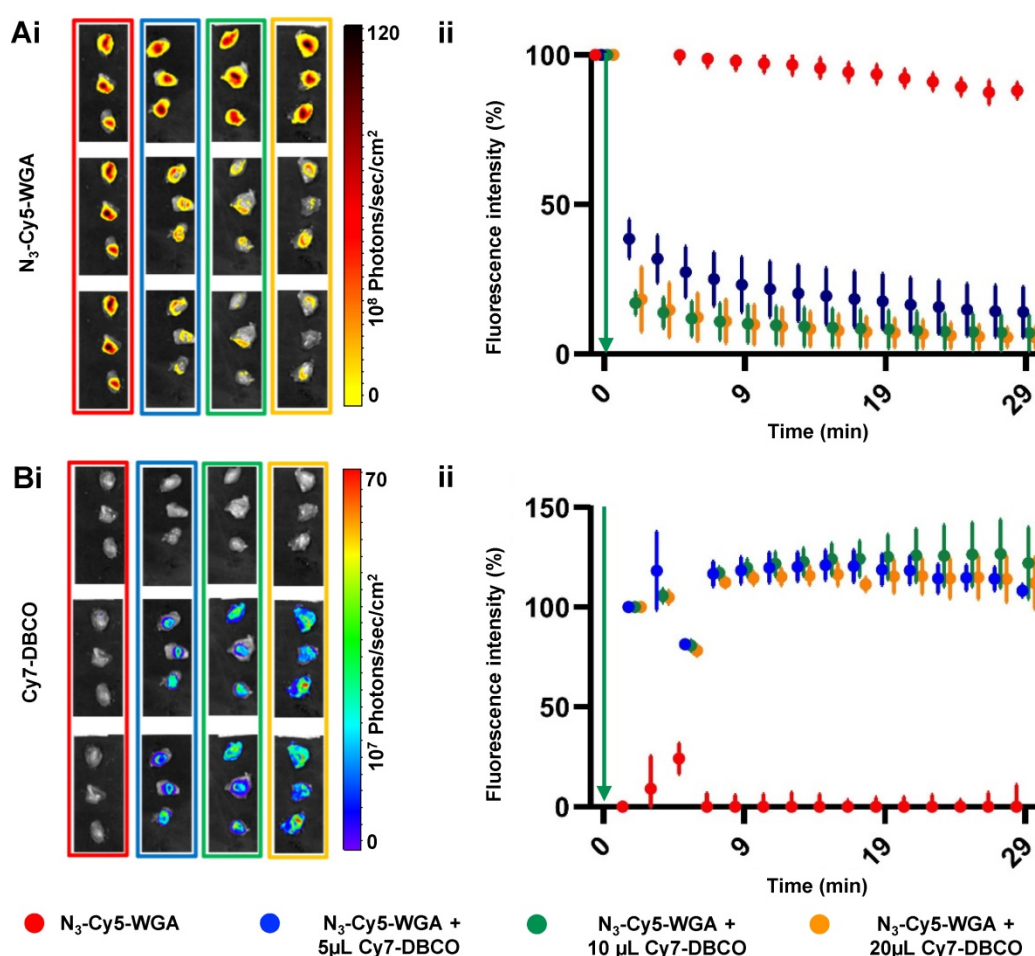 Ai
N₃-Cy5-WGA
120
10⁸ Photons/sec/cm²
0
ii
Fluorescence intensity (%)
100
50
0
0
9
19
29
Time (min)
Bi
Cy7-DBCO
70
10⁷ Photons/sec/cm²
0
ii
Fluorescence intensity (%)
150
100
50
0
0
9
19
29
Time (min)
N₃-Cy5-WGA
N₃-Cy5-WGA +
5µL Cy7-DBCO
N₃-Cy5-WGA +
10 µL Cy7-DBCO
N₃-Cy5-WGA +
20µL Cy7-DBCO